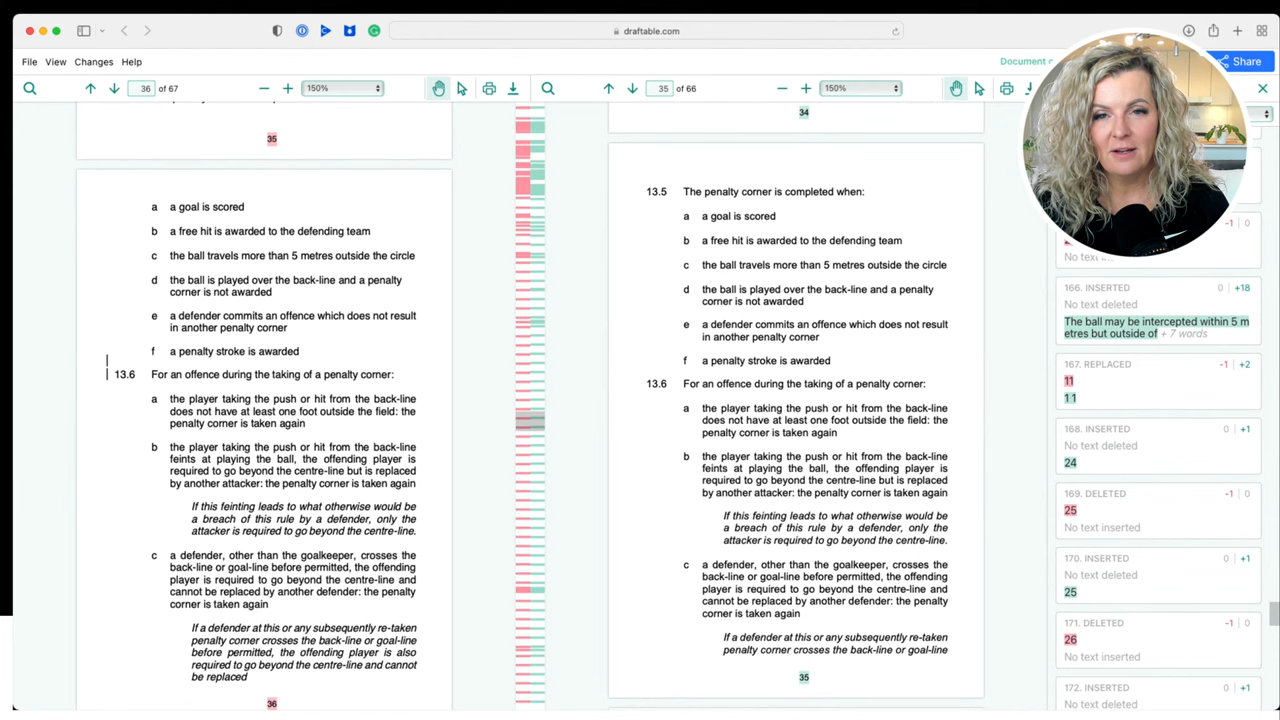 draftable.com
File View Changes Help
Document
Share
36 of 67
150%
35 of 66
150%
35
a a goal is scored
b a free hit is awarded to the defending team
c the ball travels more than 5 metres outside the circle
d the ball is played over the back-line and a penalty
corner is not awarded
e a defender commits an offence which does not result
in another penalty corner
f a penalty stroke is awarded
13.6 For an offence during the taking of a penalty corner:
a the player taking the push or hit from the back-line
does not have at least one foot outside the field: the
penalty corner is taken again
b the player taking the push or hit from the back-line
feints at playing the ball, the offending player is
required to go beyond the centre-line but is replaced
by another attacker: the penalty corner is taken again
If this feinting leads to what otherwise would be
a breach of this rule by a defender, only the
attacker is required to go beyond the centre-line.
c a defender, other than the goalkeeper, crosses the
back-line or goal-line before permitted, the offending
player is required to go beyond the centre-line and
cannot be replaced by another defender: the penalty
corner is taken again
If a defender at this or any subsequently re-taken
penalty corner crosses the back-line or goal-line
before permitted, the offending player is also
required to go beyond the centre-line and cannot
be replaced
36
34
13.5 The penalty corner is completed when:
a a goal is scored
b a free hit is awarded to the defending team
c the ball travels more than 5 metres outside the circle
d the ball is played over the back-line and a penalty
corner is not awarded
e a defender commits an offence which does not result
in another penalty corner
f a penalty stroke is awarded
13.6 For an offence during the taking of a penalty corner:
a the player taking the push or hit from the back-line
does not have at least one foot outside the field: the
penalty corner is taken again
b the player taking the push or hit from the back-line
feints at playing the ball, the offending player is
required to go beyond the centre-line but is replaced
by another attacker: the penalty corner is taken again
If this feinting leads to what otherwise would be
a breach of this rule by a defender, only the
attacker is required to go beyond the centre-line.
c a defender, other than the goalkeeper, crosses the
back-line or goal-line before permitted, the offending
player is required to go beyond the centre-line and
cannot be replaced by another defender: the penalty
corner is taken again
If a defender at this or any subsequently re-taken
penalty corner crosses the back-line or goal-line
35
-1 0
No text
166. INSERTED 0 +18
No text deleted
The ball may be intercepted within 5 m
etres but outside of + 7 words
167. REPLACED -1 +2
11
1 1
168. INSERTED 0 +1
No text deleted
24
169. DELETED -1 0
25
No text inserted
170. INSERTED 0 +1
No text deleted
25
171. DELETED -1 0
26
No text inserted
172. INSERTED 0 +1
No text deleted